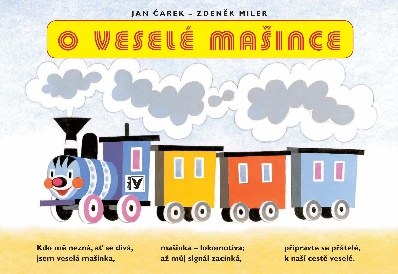 JAN ČAREK – ZDENĚK MILER
O VESELÉ MAŠINCE
Kdo mě nezná, ať se dívá,
jsem veselá mašinka,
mašinka – lokomotiva;
až můj signál zacinká,
připravte se přátelé,
k naší cestě veselé.